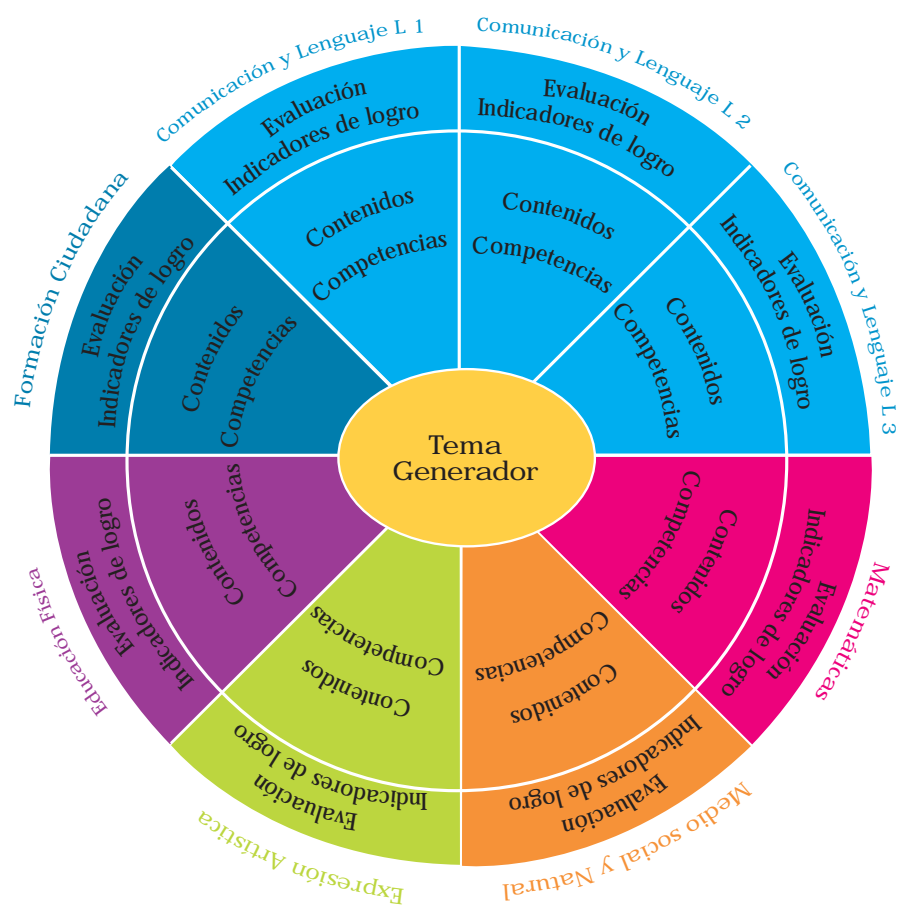 Comunicación y Lenguaje L 1
Evaluación
Indicadores de logro
Contenidos
Competencias
Comunicación y Lenguaje L 2
Evaluación
Indicadores de logro
Contenidos
Competencias
Comunicación y Lenguaje L 3
Evaluación
Indicadores de logro
Contenidos
Competencias
Matemáticas
Evaluación
Indicadores de logro
Contenidos
Competencias
Medio social y Natural
Evaluación
Indicadores de logro
Contenidos
Competencias
Expresión Artística
Evaluación
Indicadores de logro
Contenidos
Competencias
Educación Física
Evaluación
Indicadores de logro
Contenidos
Competencias
Formación Ciudadana
Evaluación
Indicadores de logro
Contenidos
Competencias
Tema
Generador